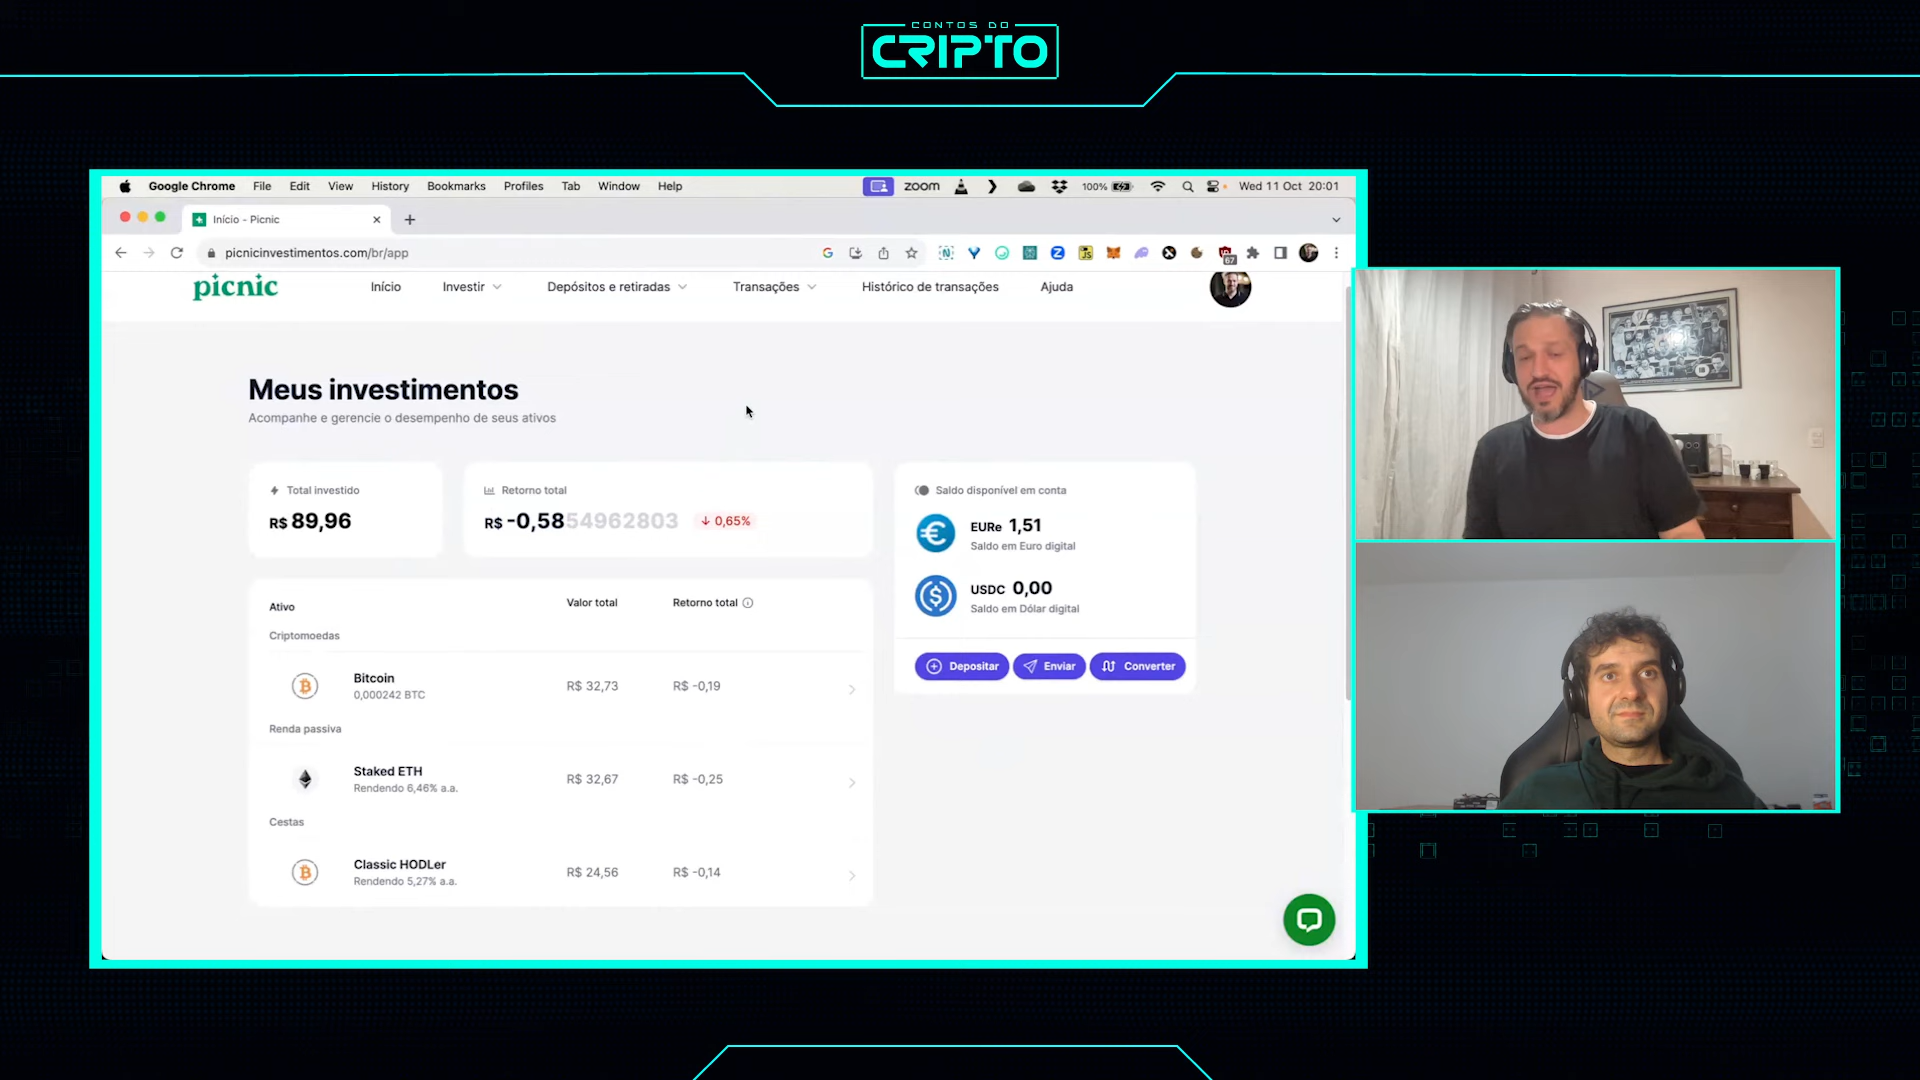 CONTOS DO
CRIPTO
Google Chrome File Edit View History Bookmarks Profiles Tab Window Help
zoom 100% Wed 11 Oct 20:01
Início - Picnic
picnicinvestimentos.com/br/app
67
picnic
Início Investir Depósitos e retiradas Transações Histórico de transações Ajuda
Meus investimentos
Acompanhe e gerencie o desempenho de seus ativos
Total investido
R$ 89,96
Retorno total
R$ -0,5854962803 ↓ 0,65%
Saldo disponível em conta
EURe 1,51
Saldo em Euro digital
USDC 0,00
Saldo em Dólar digital
Depositar Enviar Converter
Ativo Valor total Retorno total
Criptomoedas
Bitcoin
0,000242 BTC
R$ 32,73 R$ -0,19
Renda passiva
Staked ETH
Rendendo 6,46% a.a.
R$ 32,67 R$ -0,25
Cestas
Classic HODLer
Rendendo 5,27% a.a.
R$ 24,56 R$ -0,14